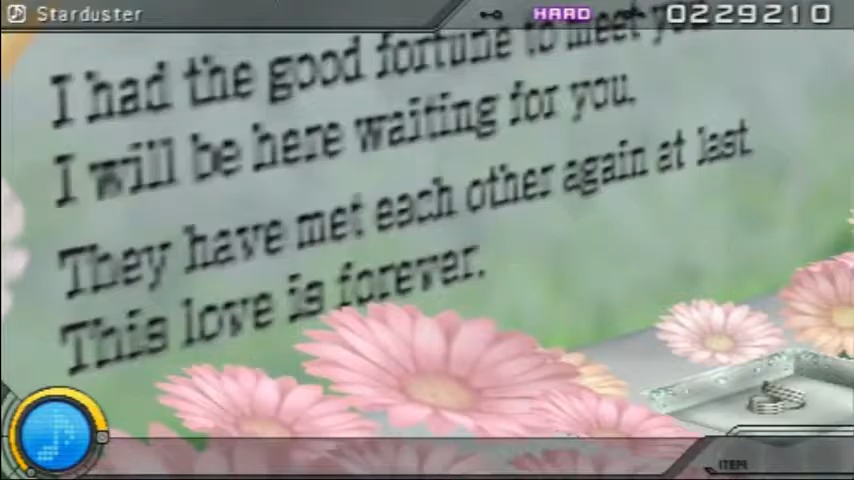 Starduster
HARD
0229210
I had the good fortune to meet
I will be here waiting for you.
They have met each other again at last.
This love is forever.
ITEM